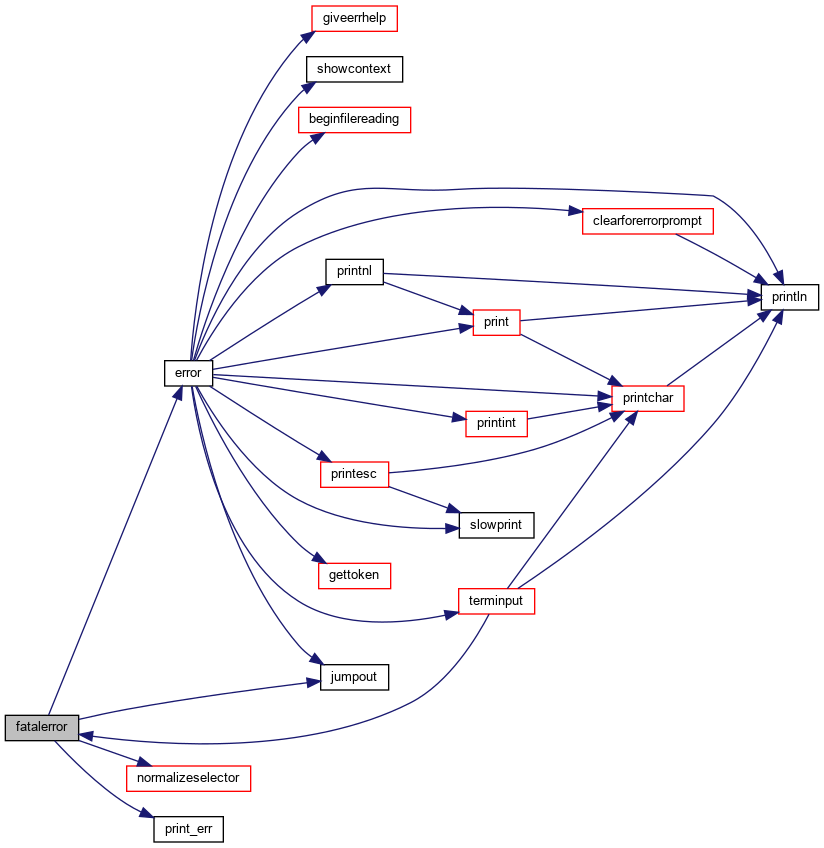 giveerrhelp
showcontext
beginfilereading
clearforerrorprompt
printnl
println
print
error
printchar
printint
printesc
slowprint
gettoken
terminput
jumpout
fatalerror
normalizeselector
print_err